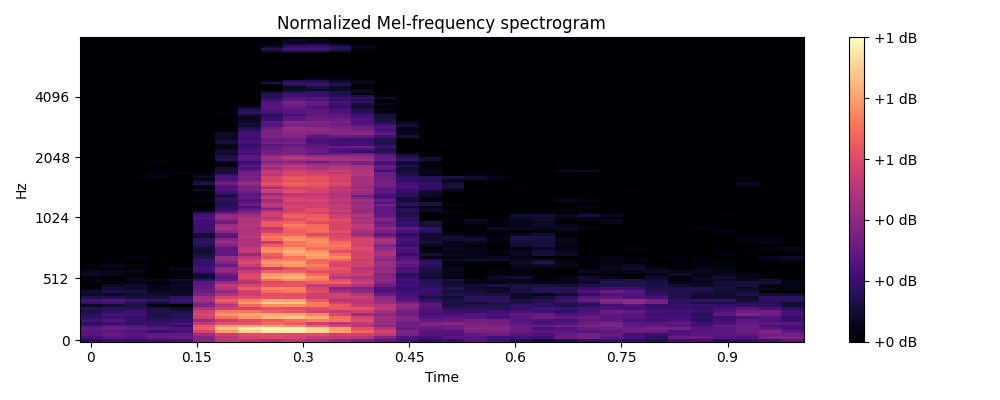 Normalized Mel-frequency spectrogram
Hz
4096
2048
1024
512
0
0 0.15 0.3 0.45 0.6 0.75 0.9
Time
+1 dB
+1 dB
+1 dB
+0 dB
+0 dB
+0 dB